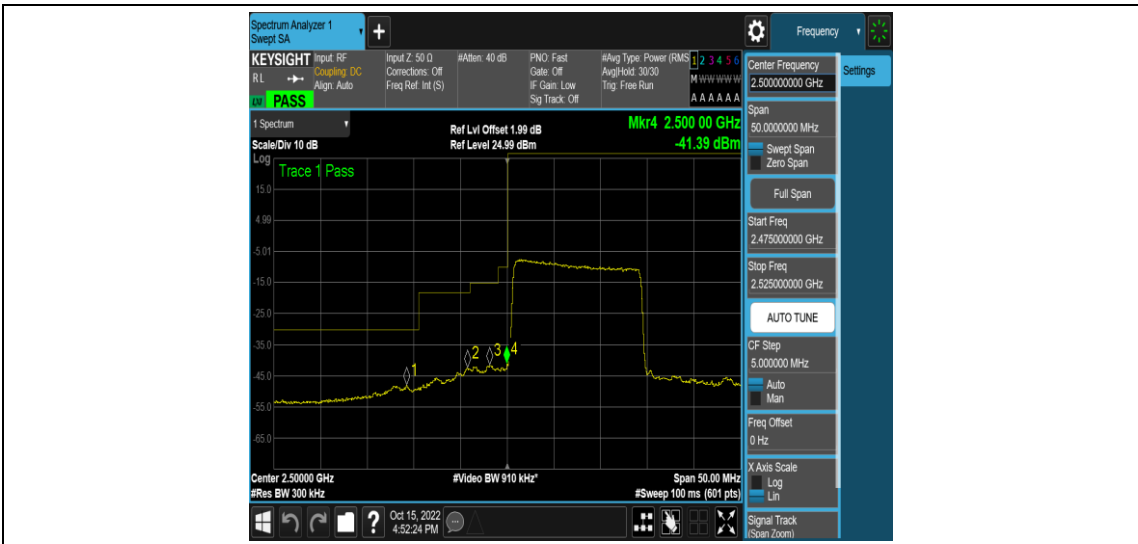 Spectrum Analyzer 1
Swept SA
+
Frequency
KEYSIGHT
RL
LXI PASS
Input: RF
Coupling: DC
Align: Auto
Input Z: 50 Ω
Corrections: Off
Freq Ref: Int (S)
#Atten: 40 dB
PNO: Fast
Gate: Off
IF Gain: Low
Sig Track: Off
#Avg Type: Power (RMS
Avg|Hold: 30/30
Trig: Free Run
1 2 3 4 5 6
M W W W W W
A A A A A A
1 Spectrum
Scale/Div 10 dB
Ref Lvl Offset 1.99 dB
Ref Level 24.99 dBm
Mkr4 2.500 00 GHz
-41.39 dBm
Log
Trace 1 Pass
15.0
4.99
-5.01
-15.0
-25.0
-35.0
-45.0
-55.0
-65.0
1
2
3
4
Center 2.50000 GHz
#Res BW 300 kHz
#Video BW 910 kHz*
Span 50.00 MHz
#Sweep 100 ms (601 pts)
Center Frequency
2.500000000 GHz
Settings
Span
50.0000000 MHz
Swept Span
Zero Span
Full Span
Start Freq
2.475000000 GHz
Stop Freq
2.525000000 GHz
AUTO TUNE
CF Step
5.000000 MHz
Auto
Man
Freq Offset
0 Hz
X Axis Scale
Log
Lin
Signal Track
(Span Zoom)
?
Oct 15, 2022
4:52:24 PM